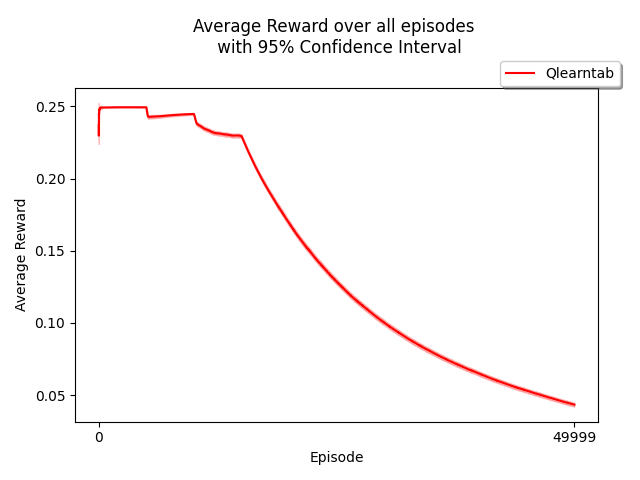 Average Reward over all episodes
with 95% Confidence Interval
Qlearntab
0.25
0.20
0.15
0.10
0.05
Average Reward
0
49999
Episode